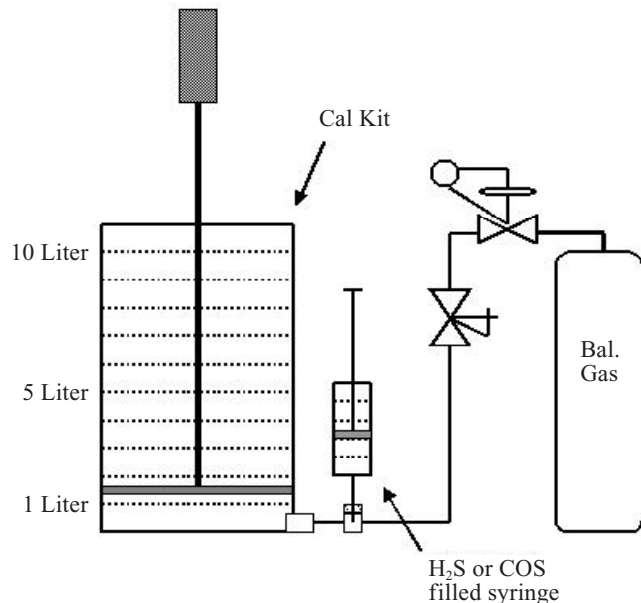 Cal Kit
10 Liter
5 Liter
1 Liter
Bal.
Gas
H₂S or COS
filled syringe